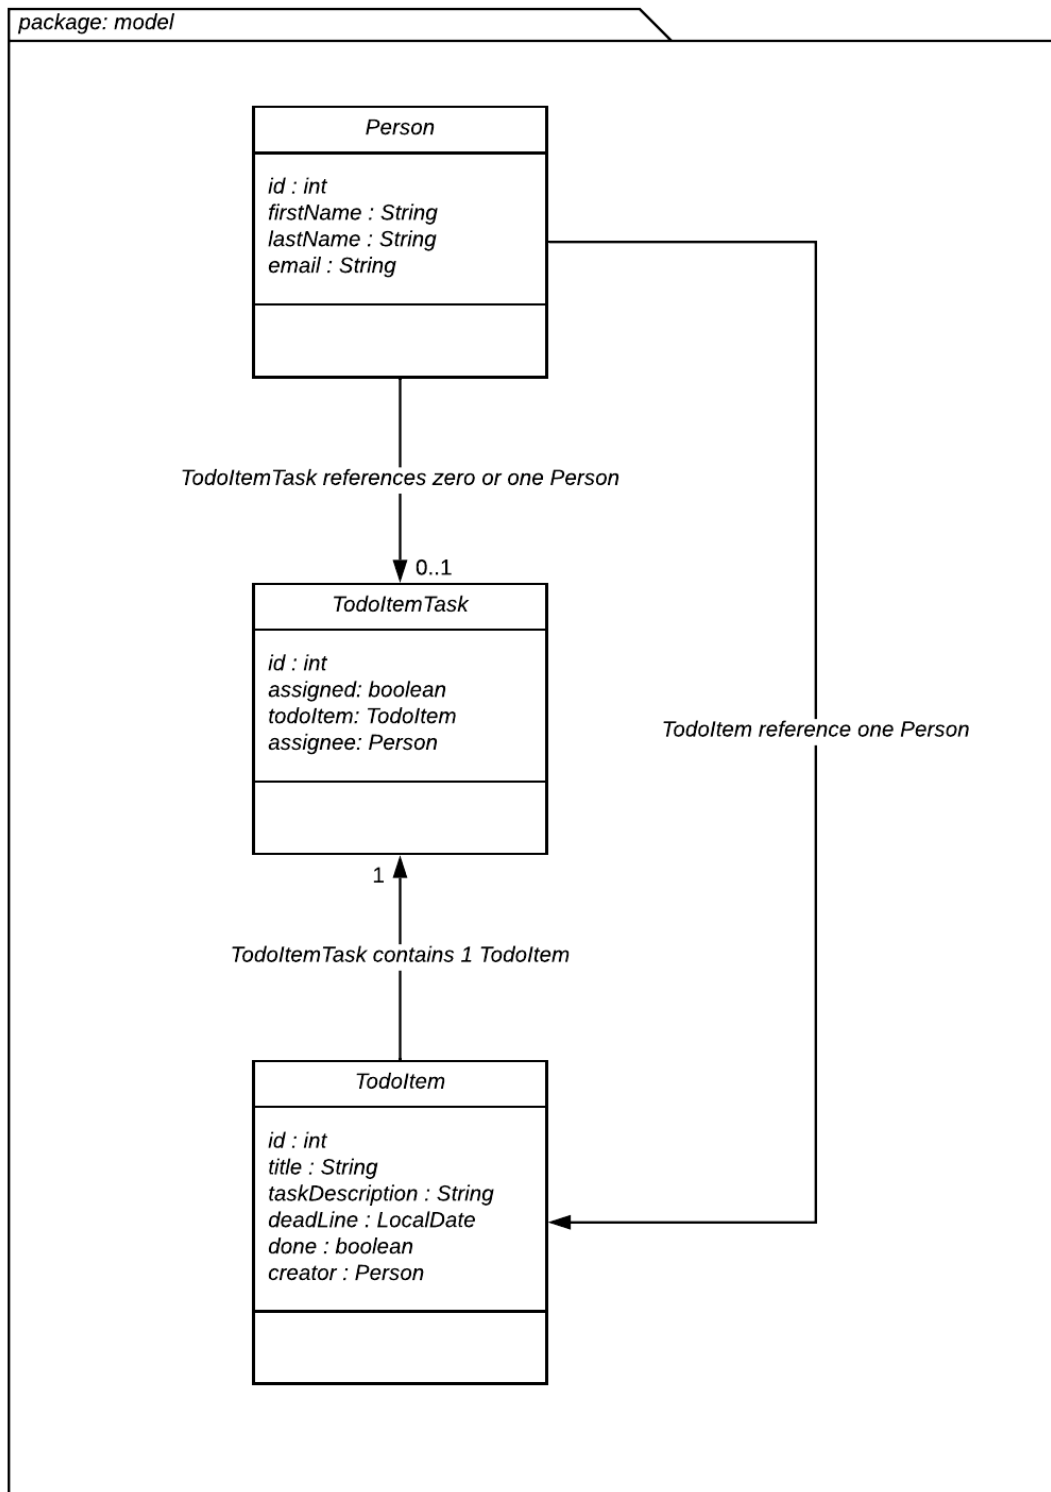 package: model
Person
id : int
firstName : String
lastName : String
email : String
TodoItemTask references zero or one Person
0..1
TodoItemTask
id : int
assigned: boolean
todoItem: TodoItem
assignee: Person
TodoItem reference one Person
1
TodoItemTask contains 1 TodoItem
TodoItem
id : int
title : String
taskDescription : String
deadLine : LocalDate
done : boolean
creator : Person